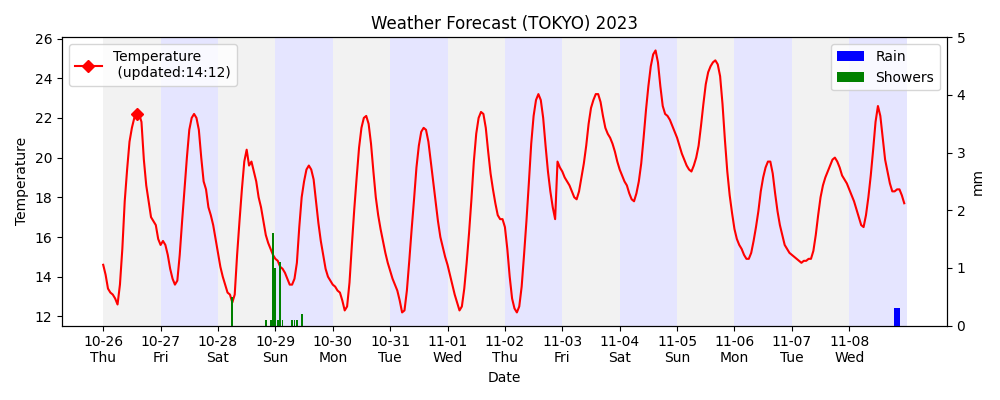 Weather Forecast (TOKYO) 2023
Temperature
(updated:14:12)
Rain
Showers
26
24
22
20
18
16
14
12
Temperature
5
4
3
2
1
0
mm
10-26 10-27 10-28 10-29 10-30 10-31 11-01 11-02 11-03 11-04 11-05 11-06 11-07 11-08
Thu Fri Sat Sun Mon Tue Wed Thu Fri Sat Sun Mon Tue Wed
Date